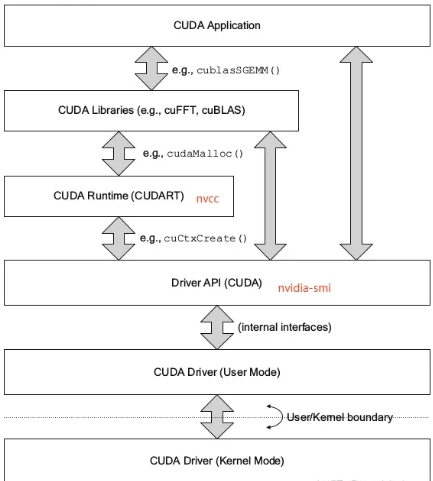 CUDA Application
e.g., cublasSGEMM()
CUDA Libraries (e.g., cuFFT, cuBLAS)
e.g., cudaMalloc()
CUDA Runtime (CUDART) nvcc
e.g., cuCtxCreate()
Driver API (CUDA) nvidia-smi
(internal interfaces)
CUDA Driver (User Mode)
User/Kernel boundary
CUDA Driver (Kernel Mode)